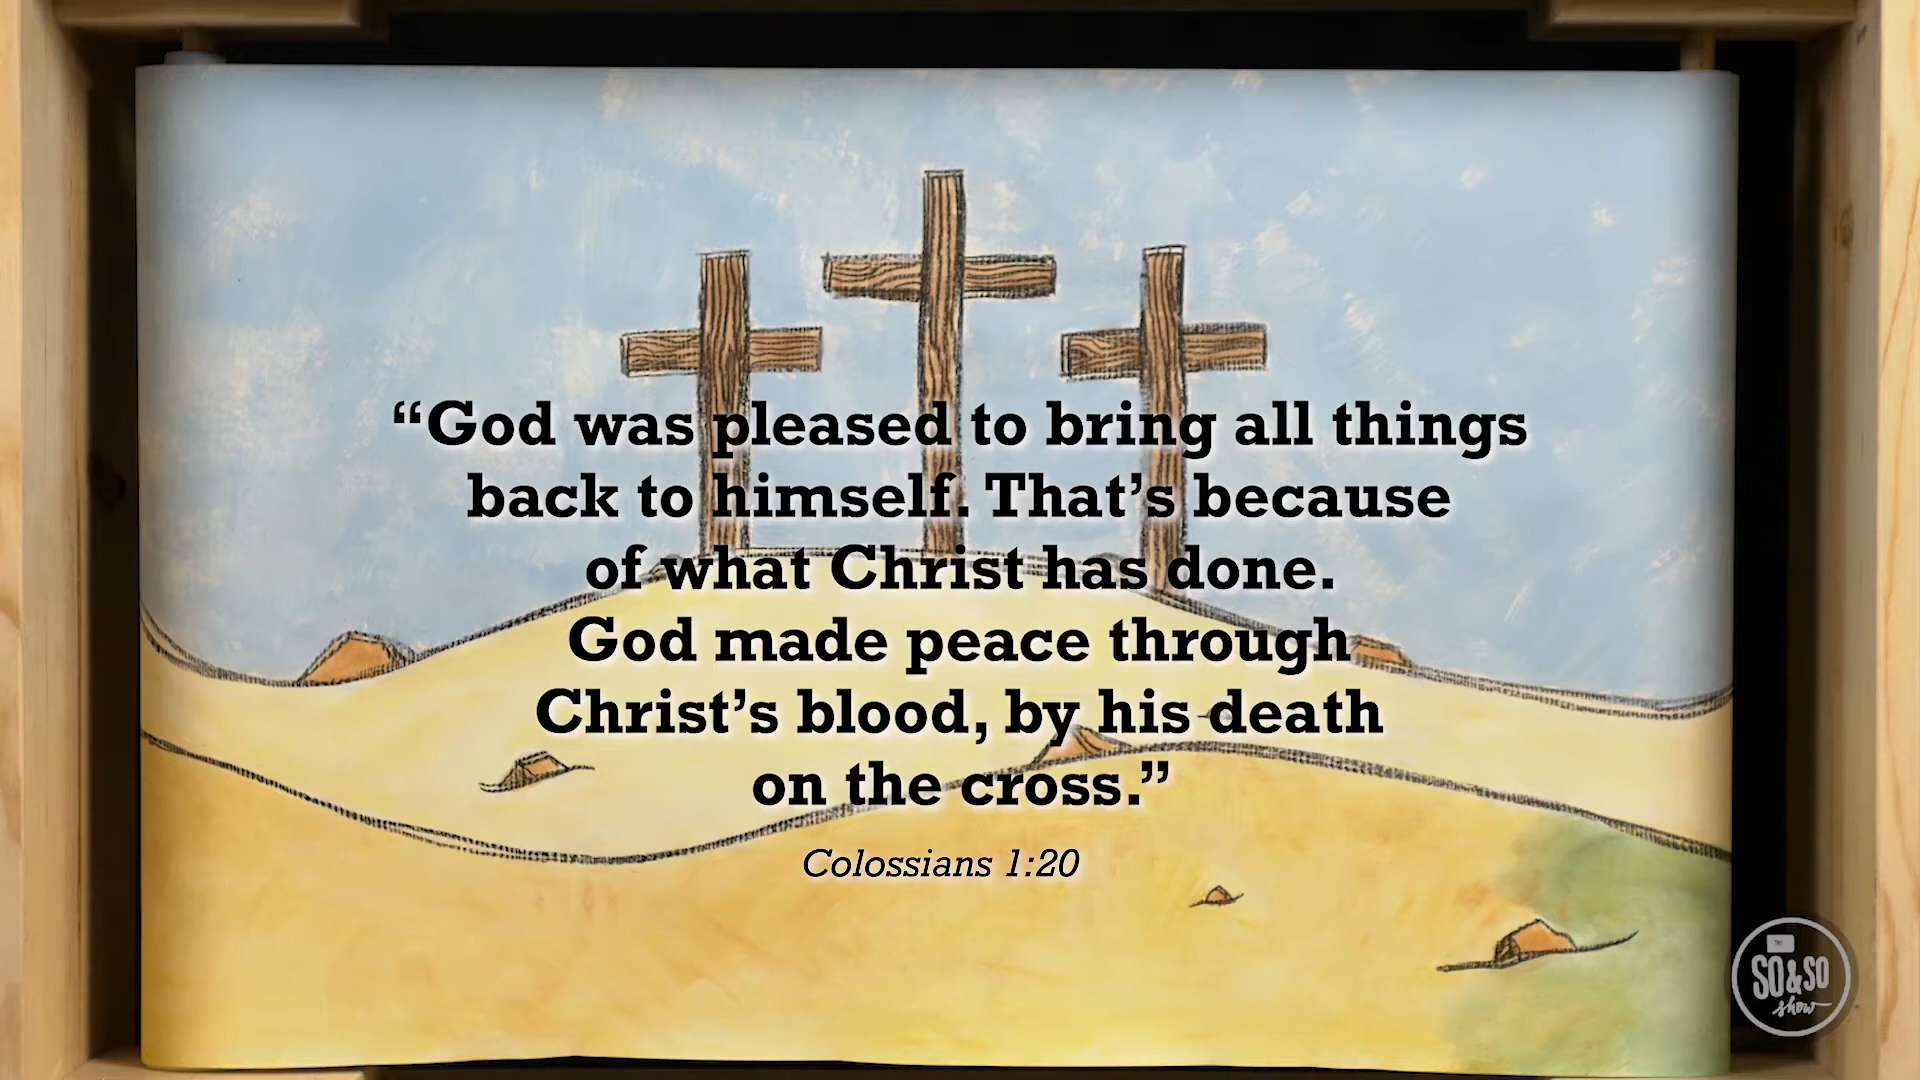 “God was pleased to bring all things
back to himself. That’s because
of what Christ has done.
God made peace through
Christ’s blood, by his death
on the cross.”
Colossians 1:20
SO&SO
show